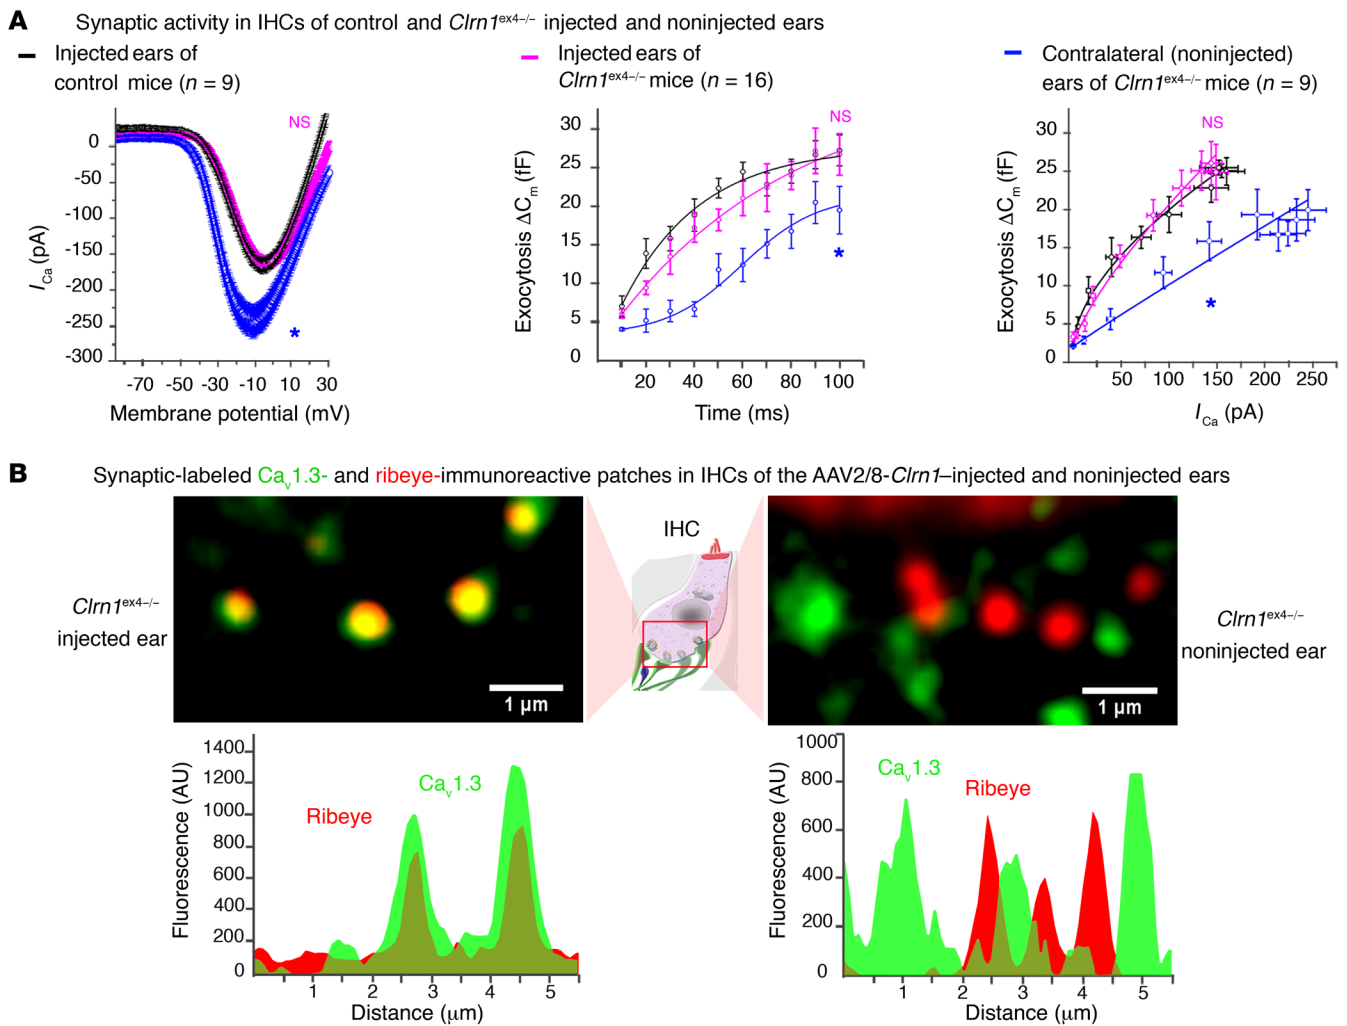 A Synaptic activity in IHCs of control and Clrn1ex4–/– injected and noninjected ears
Injected ears of
control mice (n = 9)
Injected ears of
Clrn1ex4–/– mice (n = 16)
Contralateral (noninjected)
ears of Clrn1ex4–/– mice (n = 9)
NS
0
-50
-100
-150
-200
-250
-300
ICa (pA)
*
-70 -50 -30 -10 10 30
Membrane potential (mV)
NS
30
25
20
15
10
5
0
Exocytosis ΔCm (fF)
*
20 40 60 80 100
Time (ms)
NS
30
25
20
15
10
5
0
Exocytosis ΔCm (fF)
*
50 100 150 200 250
ICa (pA)
B Synaptic-labeled Cav1.3- and ribeye-immunoreactive patches in IHCs of the AAV2/8-Clrn1–injected and noninjected ears
Clrn1ex4–/–
injected ear
1 μm
IHC
1 μm
Clrn1ex4–/–
noninjected ear
1400
1200
1000
800
600
400
200
0
Fluorescence (AU)
Cav1.3
Ribeye
1 2 3 4 5
Distance (μm)
1000
800
600
400
200
0
Fluorescence (AU)
Cav1.3
Ribeye
1 2 3 4 5
Distance (μm)